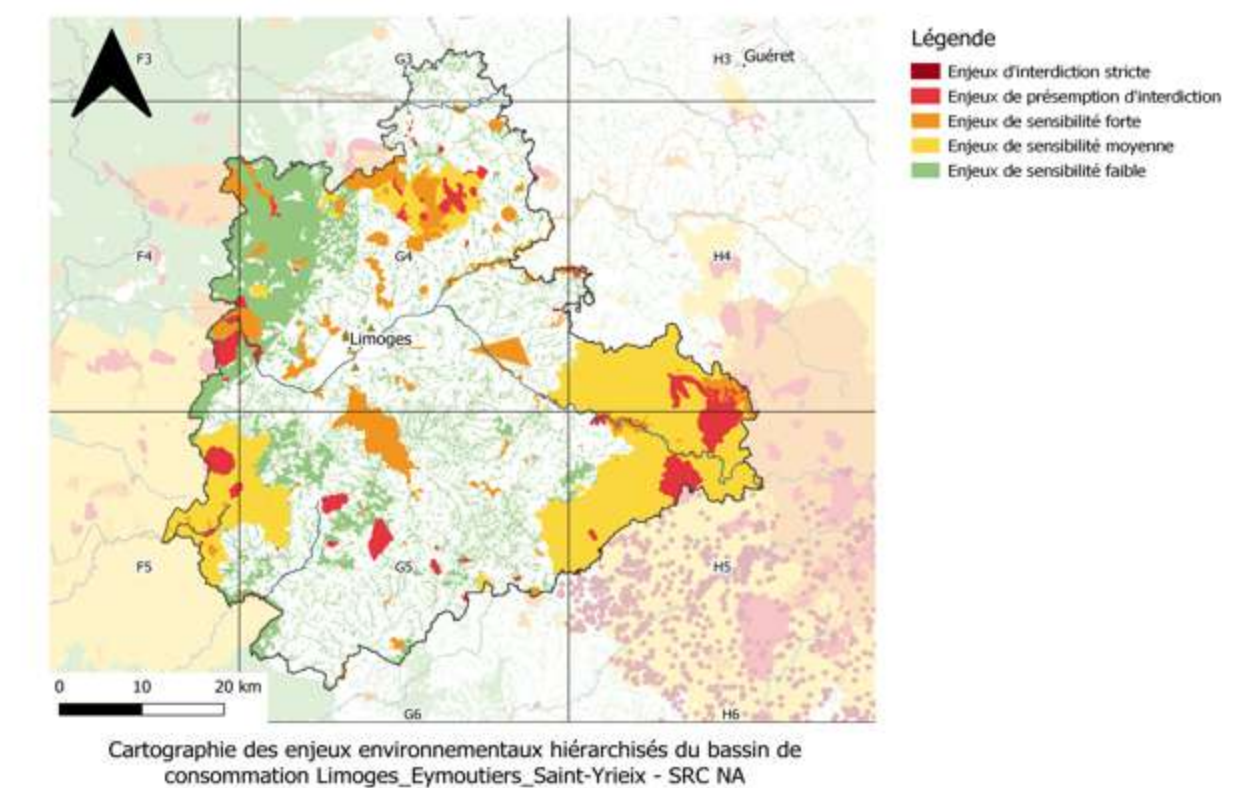 F3
G3
H3 Guéret
F4
G4
H4
Limoges
F5
G5
H5
G6
H6
0 10 20 km
Légende
Enjeux d'interdiction stricte
Enjeux de présemption d'interdiction
Enjeux de sensibilité forte
Enjeux de sensibilité moyenne
Enjeux de sensibilité faible
Cartographie des enjeux environnementaux hiérarchisés du bassin de
consommation Limoges_Eymoutiers_Saint-Yrieix - SRC NA